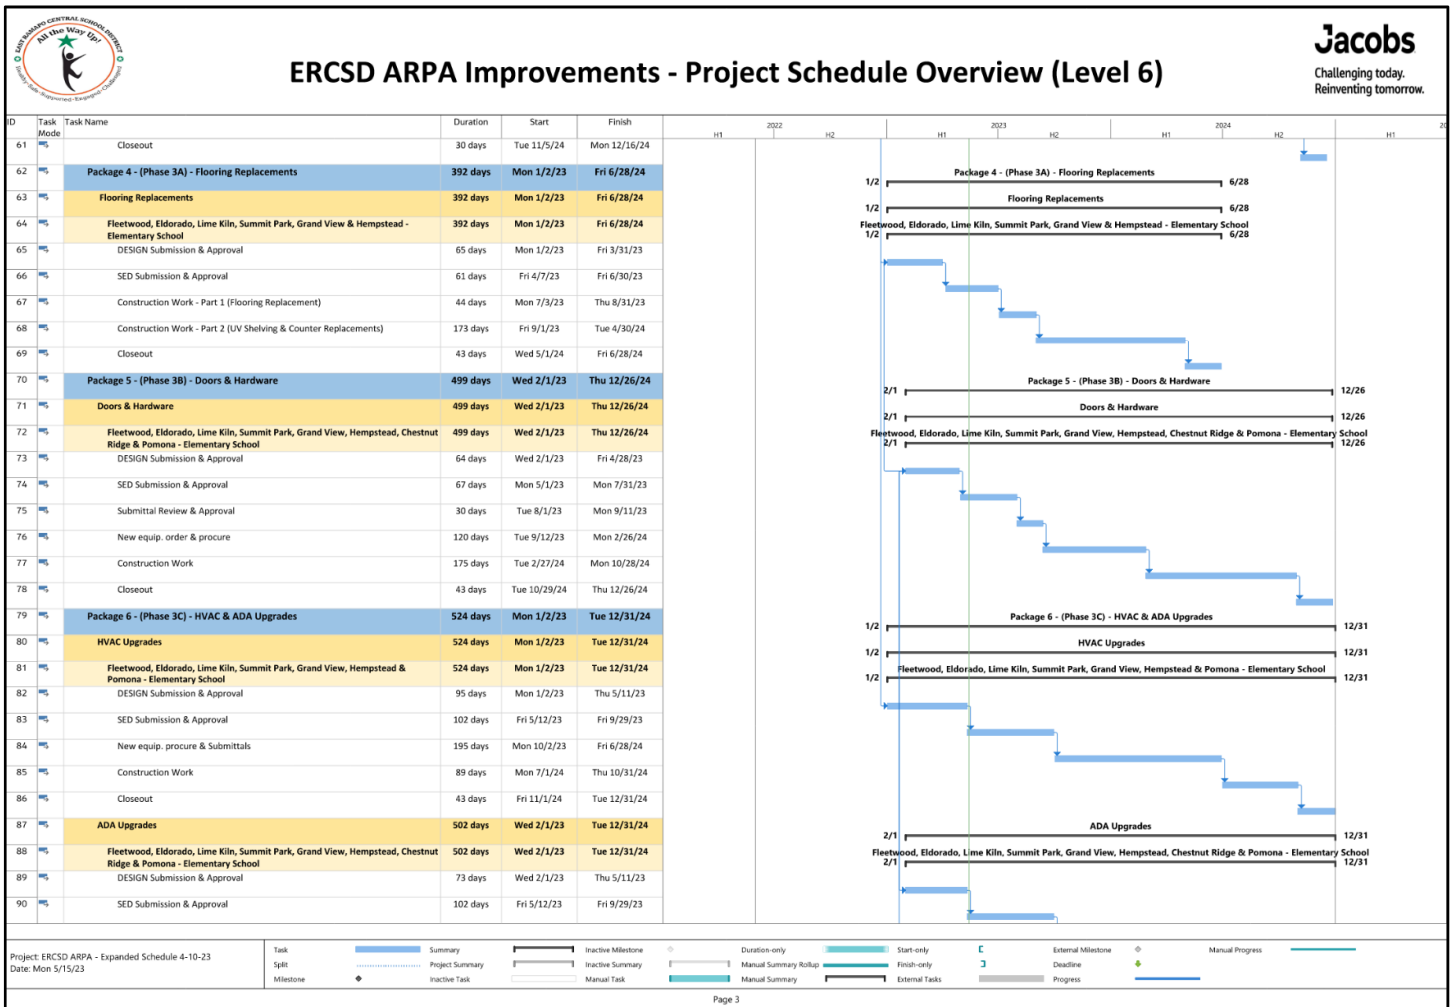 EAST RAMAPO CENTRAL SCHOOL DISTRICT
All the Way Up!
Healthy-Safe-Supported-Engaged-Challenged
Jacobs
Challenging today.
Reinventing tomorrow.
ERCSD ARPA Improvements - Project Schedule Overview (Level 6)
ID Task Mode Task Name Duration Start Finish 2022 2023 2024 20
H1 H2 H1 H2 H1 H2 H1
61 Closeout 30 days Tue 11/5/24 Mon 12/16/24
62 Package 4 - (Phase 3A) - Flooring Replacements 392 days Mon 1/2/23 Fri 6/28/24 Package 4 - (Phase 3A) - Flooring Replacements
1/2 6/28
63 Flooring Replacements 392 days Mon 1/2/23 Fri 6/28/24 Flooring Replacements
1/2 6/28
64 Fleetwood, Eldorado, Lime Kiln, Summit Park, Grand View & Hempstead - 392 days Mon 1/2/23 Fri 6/28/24 Fleetwood, Eldorado, Lime Kiln, Summit Park, Grand View & Hempstead - Elementary School
Elementary School 1/2 6/28
65 DESIGN Submission & Approval 65 days Mon 1/2/23 Fri 3/31/23
66 SED Submission & Approval 61 days Fri 4/7/23 Fri 6/30/23
67 Construction Work - Part 1 (Flooring Replacement) 44 days Mon 7/3/23 Thu 8/31/23
68 Construction Work - Part 2 (UV Shelving & Counter Replacements) 173 days Fri 9/1/23 Tue 4/30/24
69 Closeout 43 days Wed 5/1/24 Fri 6/28/24
70 Package 5 - (Phase 3B) - Doors & Hardware 499 days Wed 2/1/23 Thu 12/26/24 Package 5 - (Phase 3B) - Doors & Hardware
2/1 12/26
71 Doors & Hardware 499 days Wed 2/1/23 Thu 12/26/24 Doors & Hardware
2/1 12/26
72 Fleetwood, Eldorado, Lime Kiln, Summit Park, Grand View, Hempstead, Chestnut 499 days Wed 2/1/23 Thu 12/26/24 Fleetwood, Eldorado, Lime Kiln, Summit Park, Grand View, Hempstead, Chestnut Ridge & Pomona - Elementary School
Ridge & Pomona - Elementary School 2/1 12/26
73 DESIGN Submission & Approval 64 days Wed 2/1/23 Fri 4/28/23
74 SED Submission & Approval 67 days Mon 5/1/23 Mon 7/31/23
75 Submittal Review & Approval 30 days Tue 8/1/23 Mon 9/11/23
76 New equip. order & procure 120 days Tue 9/12/23 Mon 2/26/24
77 Construction Work 175 days Tue 2/27/24 Mon 10/28/24
78 Closeout 43 days Tue 10/29/24 Thu 12/26/24
79 Package 6 - (Phase 3C) - HVAC & ADA Upgrades 524 days Mon 1/2/23 Tue 12/31/24 Package 6 - (Phase 3C) - HVAC & ADA Upgrades
1/2 12/31
80 HVAC Upgrades 524 days Mon 1/2/23 Tue 12/31/24 HVAC Upgrades
1/2 12/31
81 Fleetwood, Eldorado, Lime Kiln, Summit Park, Grand View, Hempstead & 524 days Mon 1/2/23 Tue 12/31/24 Fleetwood, Eldorado, Lime Kiln, Summit Park, Grand View, Hempstead & Pomona - Elementary School
Pomona - Elementary School 1/2 12/31
82 DESIGN Submission & Approval 95 days Mon 1/2/23 Thu 5/11/23
83 SED Submission & Approval 102 days Fri 5/12/23 Fri 9/29/23
84 New equip. procure & Submittals 195 days Mon 10/2/23 Fri 6/28/24
85 Construction Work 89 days Mon 7/1/24 Thu 10/31/24
86 Closeout 43 days Fri 11/1/24 Tue 12/31/24
87 ADA Upgrades 502 days Wed 2/1/23 Tue 12/31/24 ADA Upgrades
2/1 12/31
88 Fleetwood, Eldorado, Lime Kiln, Summit Park, Grand View, Hempstead, Chestnut 502 days Wed 2/1/23 Tue 12/31/24 Fleetwood, Eldorado, Lime Kiln, Summit Park, Grand View, Hempstead, Chestnut Ridge & Pomona - Elementary School
Ridge & Pomona - Elementary School 2/1 12/31
89 DESIGN Submission & Approval 73 days Wed 2/1/23 Thu 5/11/23
90 SED Submission & Approval 102 days Fri 5/12/23 Fri 9/29/23
Project: ERCSD ARPA - Expanded Schedule 4-10-23
Date: Mon 5/15/23
Task Summary Inactive Milestone Duration-only Start-only External Milestone Manual Progress
Split Project Summary Inactive Summary Manual Summary Rollup Finish-only Deadline
Milestone Inactive Task Manual Task Manual Summary External Tasks Progress
Page 3